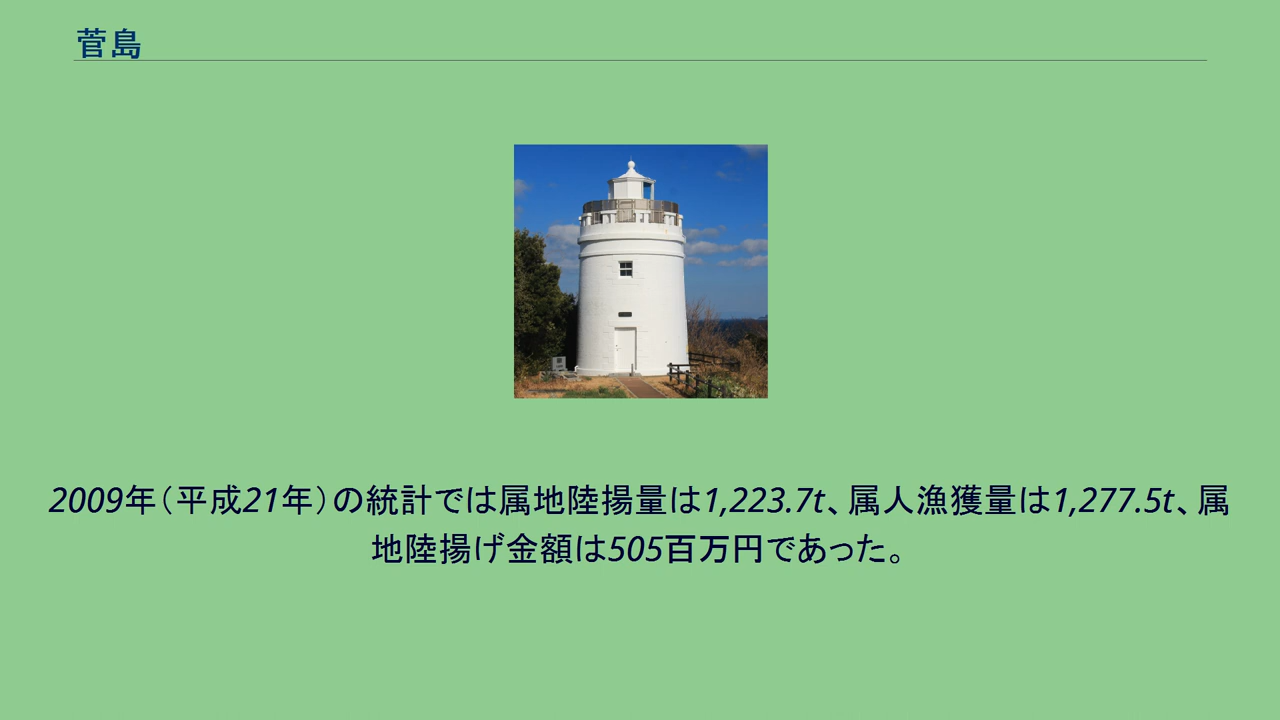 菅島
2009年（平成21年）の統計では属地陸揚量は1,223.7t、属人漁獲量は1,277.5t、属
地陸揚げ金額は505百万円であった。